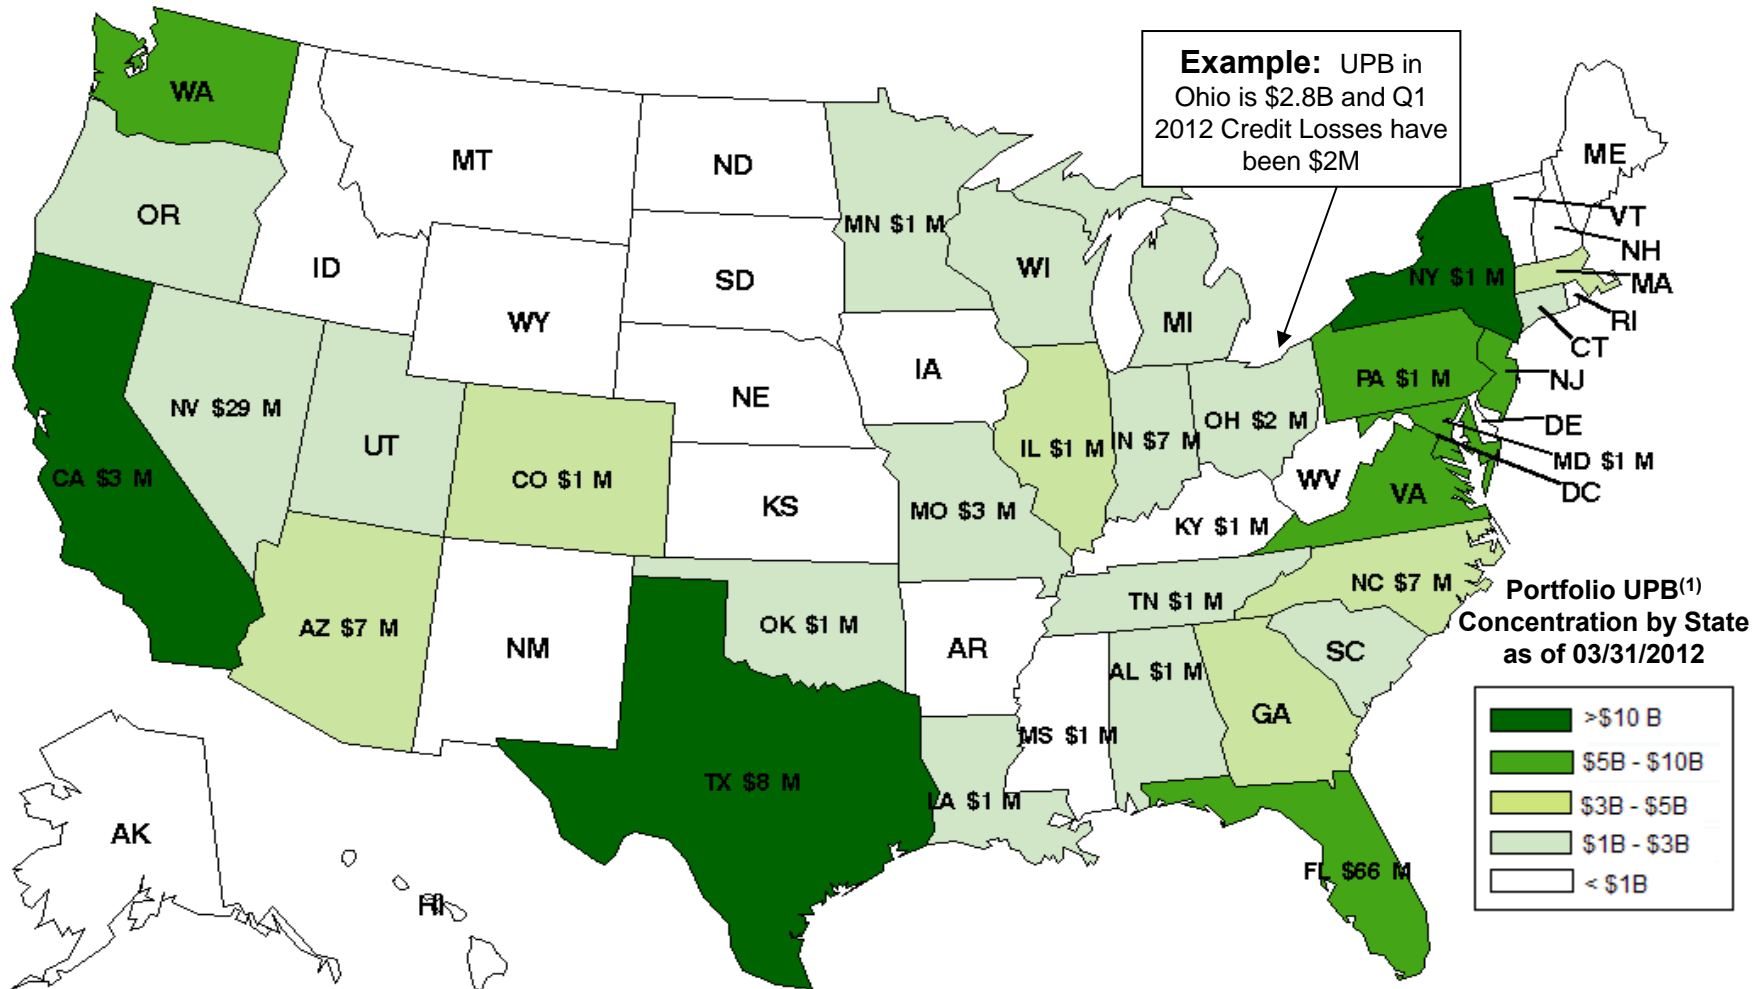 Example: UPB in
Ohio is $2.8B and Q1
2012 Credit Losses have
been $2M
WA
MT
ND
MN $1 M
ME
OR
ID
SD
WI
VT
NH
NY $1 M
MA
WY
MI
RI
CT
IA
PA $1 M
NJ
NE
NV $29 M
UT
OH $2 M
DE
IL $1 M
IN $7 M
MD $1 M
CA $3 M
CO $1 M
WV
VA
DC
KS
MO $3 M
KY $1 M
NC $7 M
TN $1 M
AZ $7 M
OK $1 M
NM
AR
SC
AL $1 M
GA
MS $1 M
TX $8 M
LA $1 M
FL $66 M
AK
HI
Portfolio UPB(1)
Concentration by State
as of 03/31/2012
>$10 B
$5B - $10B
$3B - $5B
$1B - $3B
< $1B